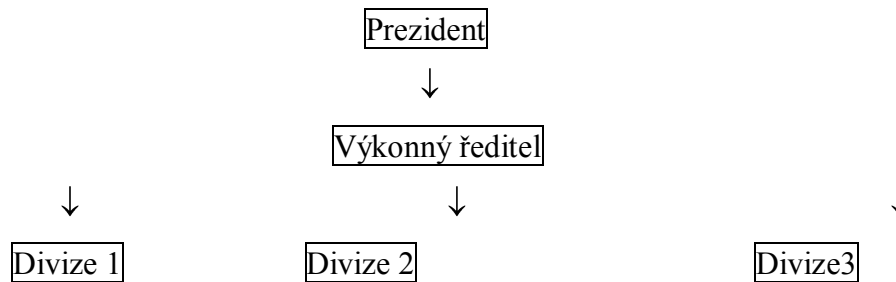 Prezident
↓
Výkonný ředitel
↓ ↓ ↓
Divize 1 Divize 2 Divize3